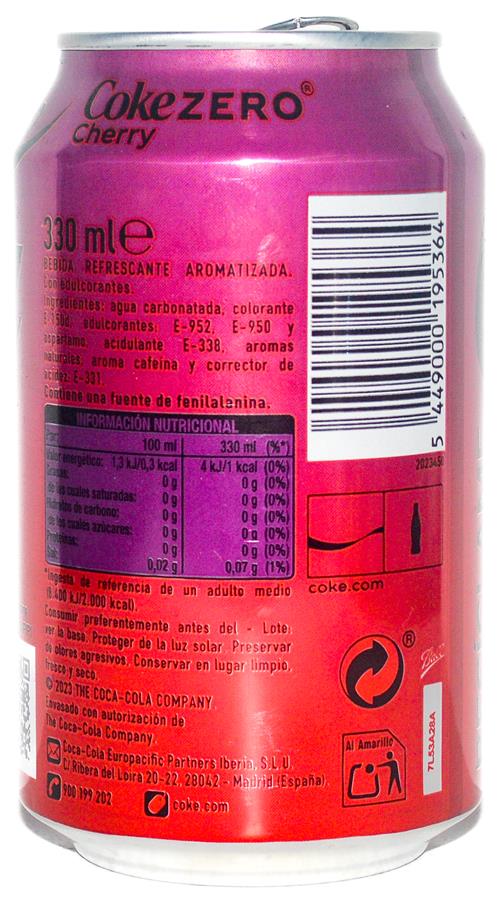 Coke ZERO®
Cherry
330 ml e
BEBIDA REFRESCANTE AROMATIZADA.
Con edulcorantes.
Ingredientes: agua carbonatada, colorante
E-150d, edulcorantes: E-952, E-950 y
aspartamo, acidulante E-338, aromas
naturales, aroma cafeína y corrector de
acidez E-331.
Contiene una fuente de fenilalanina.
INFORMACIÓN NUTRICIONAL
100 ml 330 ml (%*)
Valor energético: 1,3 kJ/0,3 kcal 4 kJ/1 kcal (0%)
Grasas: 0 g 0 g (0%)
de las cuales saturadas: 0 g 0 g (0%)
Hidratos de carbono: 0 g 0 g (0%)
de los cuales azúcares: 0 g 0 g (0%)
Proteínas: 0 g 0 g (0%)
Sal: 0,02 g 0,07 g (1%)
*Ingesta de referencia de un adulto medio
(8.400 kJ/2.000 kcal).
Consumir preferentemente antes del - Lote:
ver la base. Proteger de la luz solar. Preservar
de olores agresivos. Conservar en lugar limpio,
fresco y seco.
© 2023 THE COCA-COLA COMPANY
Envasado con autorización de
The Coca-Cola Company.
Coca-Cola Europacific Partners Iberia, S.L.U.
C/ Ribera del Loira 20-22, 28042 - Madrid (España).
900 199 202
coke.com
5 449000 195364
2023450
coke.com
®
Al Amarillo
7L53A28A